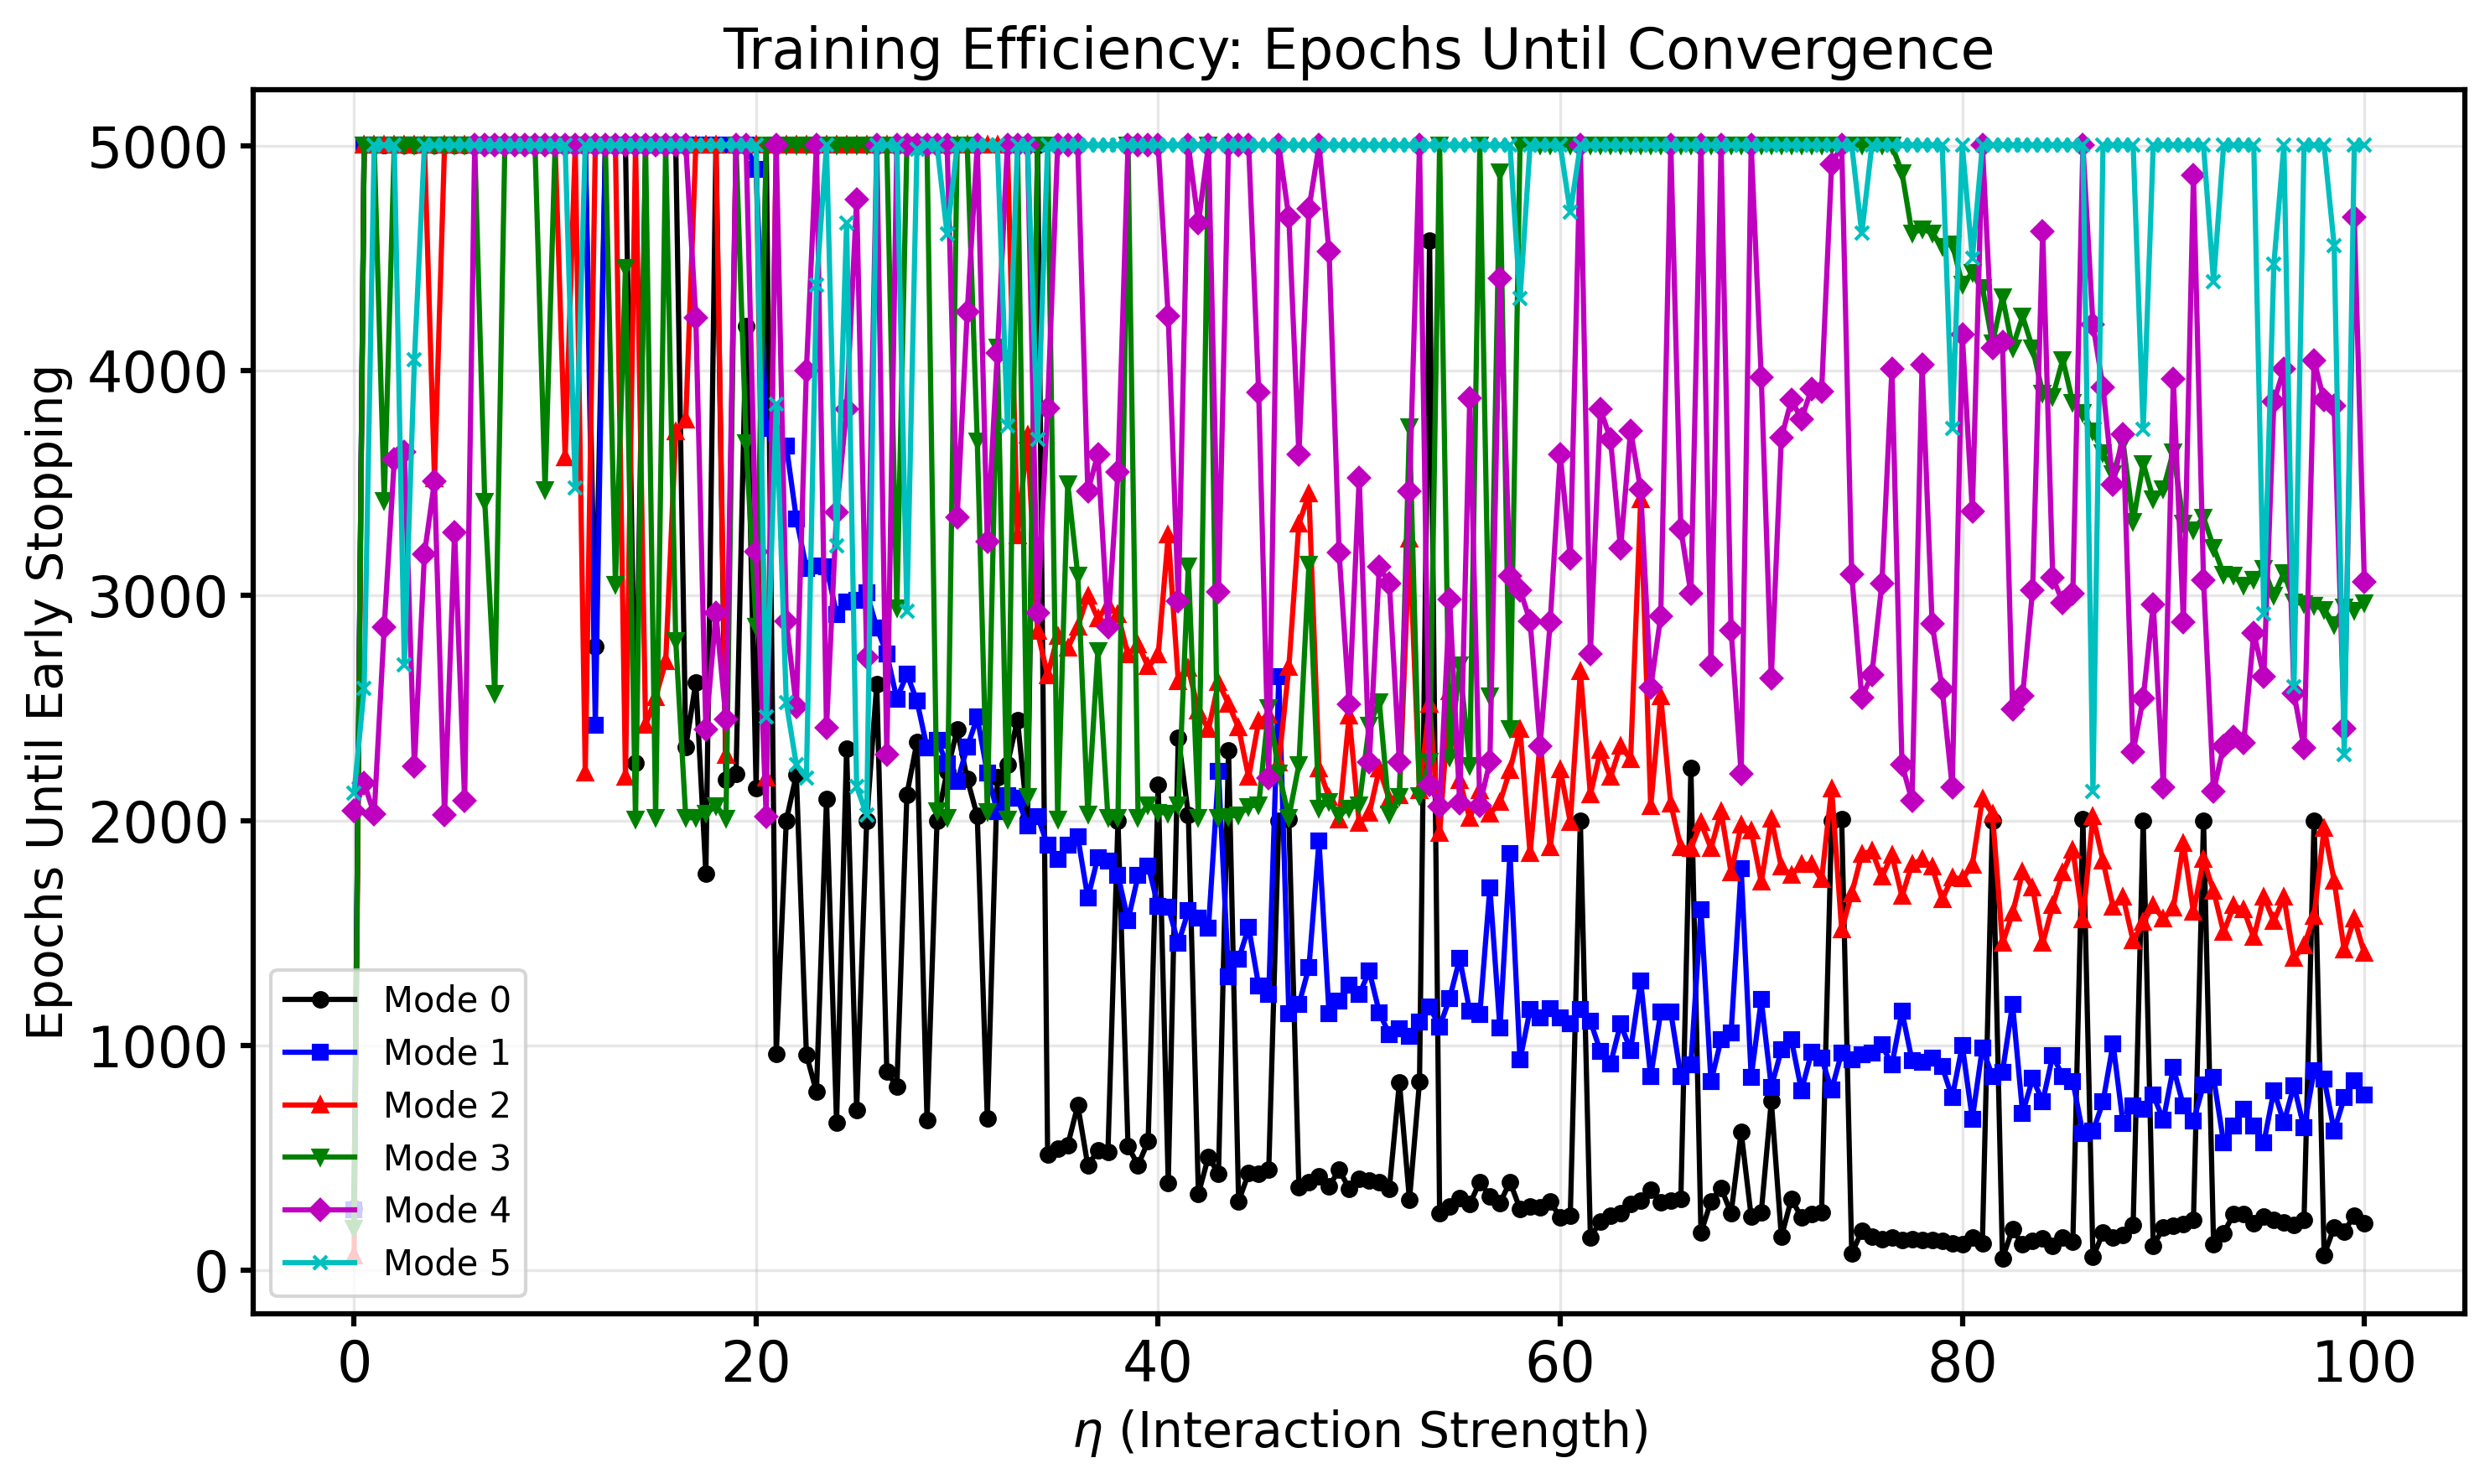 Training Efficiency: Epochs Until Convergence
Epochs Until Early Stopping
5000
4000
3000
2000
1000
0
Mode 0
Mode 1
Mode 2
Mode 3
Mode 4
Mode 5
0 20 40 60 80 100
η (Interaction Strength)